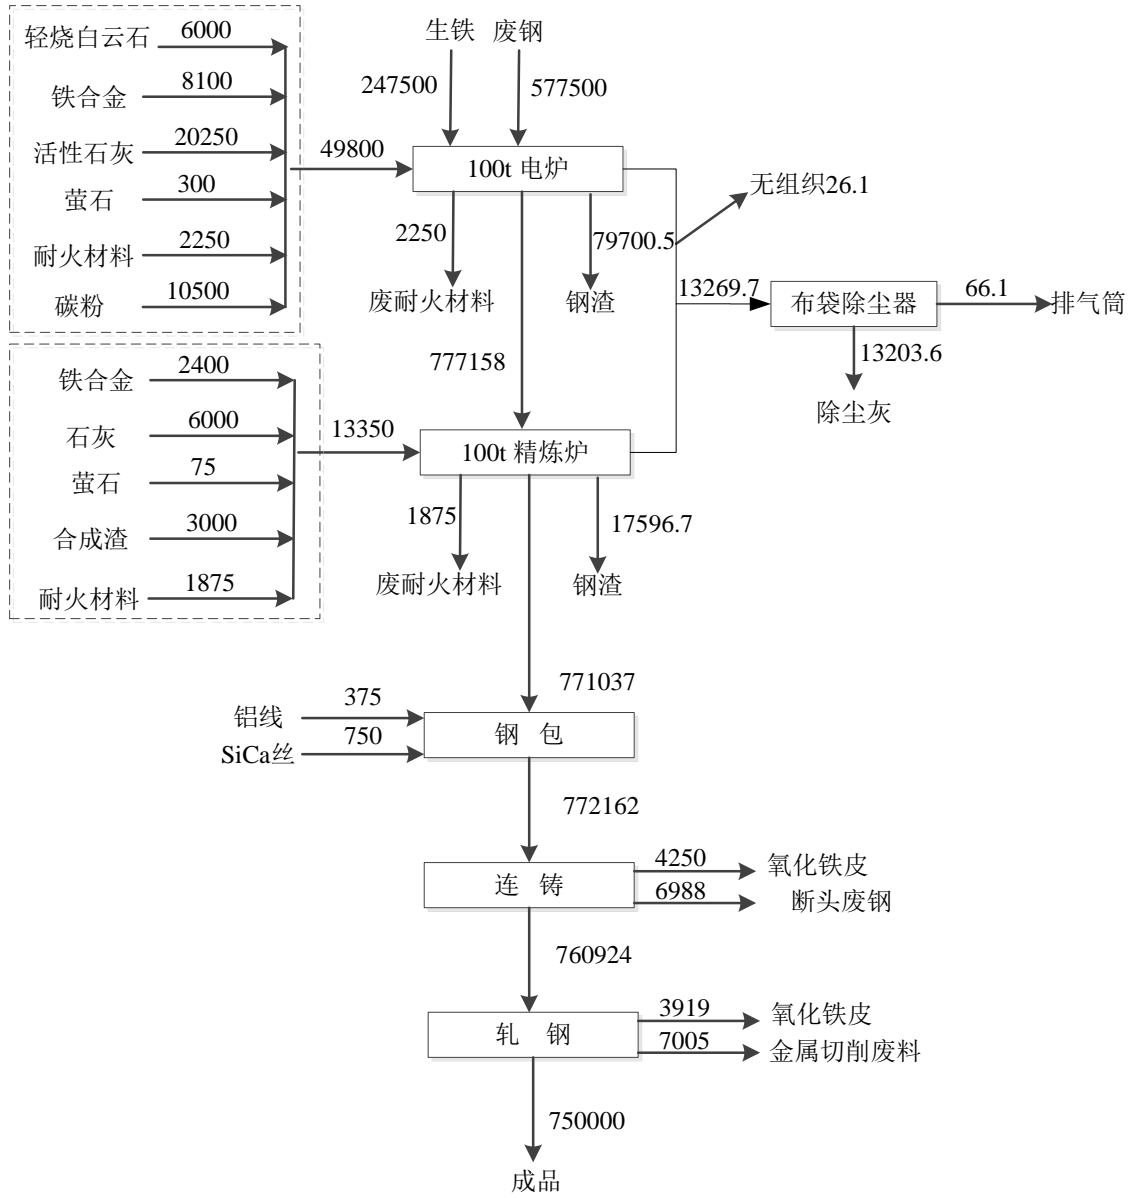 轻烧白云石 6000
铁合金 8100
活性石灰 20250
萤石 300
耐火材料 2250
碳粉 10500
49800
生铁 废钢
247500 577500
100t 电炉
2250 79700.5
废耐火材料 钢渣
无组织26.1
13269.7
布袋除尘器
66.1
排气筒
13203.6
除尘灰
777158
铁合金 2400
石灰 6000
萤石 75
合成渣 3000
耐火材料 1875
13350
100t 精炼炉
1875 17596.7
废耐火材料 钢渣
771037
铝线 375
SiCa丝 750
钢 包
772162
连 铸
4250 氧化铁皮
6988 断头废钢
760924
轧 钢
3919 氧化铁皮
7005 金属切削废料
750000
成品